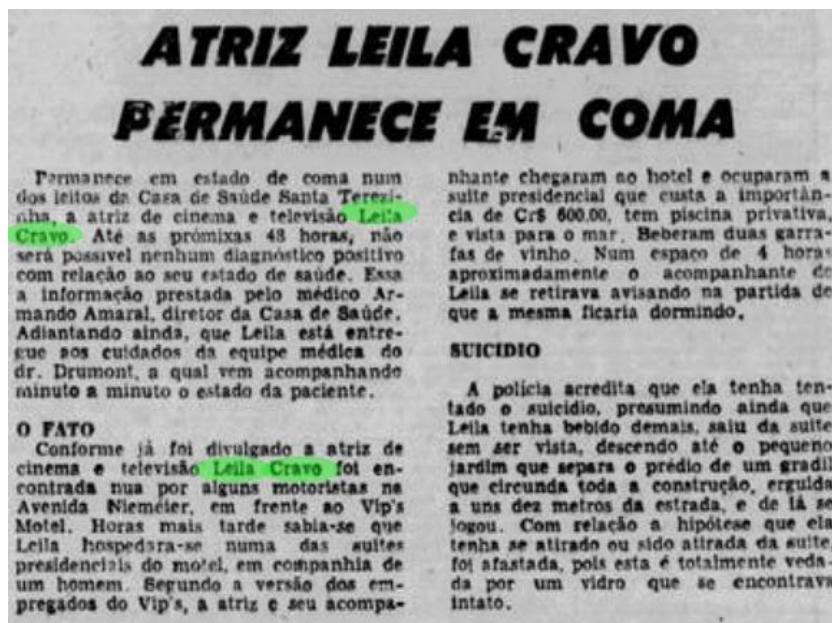 ATRIZ LEILA CRAVO
PERMANECE EM COMA
Permanece em estado de coma num
dos leitos da Casa de Saúde Santa Terezi-
nha, a atriz de cinema e televisão Leila
Cravo. Até as prómixas 48 horas, não
será possivel nenhum diagnóstico positivo
com relação ao seu estado de saúde. Essa
a informação prestada pelo médico Ar-
mando Amaral, diretor da Casa de Saúde.
Adiantando ainda, que Leila está entre-
gue aos cuidados da equipe médica do
dr. Drumont, a qual vem acompanhando
minuto a minuto o estado da paciente.
O FATO
Conforme já foi divulgado a atriz de
cinema e televisão Leila Cravo foi en-
contrada nua por alguns motoristas na
Avenida Niemeier, em frente ao Vip's
Motel. Horas mais tarde sabia-se que
Leila hospedara-se numa das suites
presidenciais do motel, em companhia de
um homem. Segundo a versão dos em-
pregados do Vip's, a atriz e seu acompa-
nhante chegaram ao hotel e ocuparam a
suite presidencial que custa a importân-
cia de Cr$ 600,00, tem piscina privativa,
e vista para o mar. Beberam duas garra-
fas de vinho. Num espaço de 4 horas
aproximadamente o acompanhante de
Leila se retirava avisando na partida de
que a mesma ficaria dormindo.
SUICIDIO
A polícia acredita que ela tenha ten-
tado o suicídio, presumindo ainda que
Leila tenha bebido demais, saiu da suite
sem ser vista, descendo até o pequeno
jardim que separa o prédio de um gradil
que circunda toda a construção, erguida
a uns dez metros da estrada, e de lá se
jogou. Com relação a hipótese que ela
tenha se atirado ou sido atirada da suite,
foi afastada, pois esta é totalmente veda-
da por um vidro que se encontrava
intato.